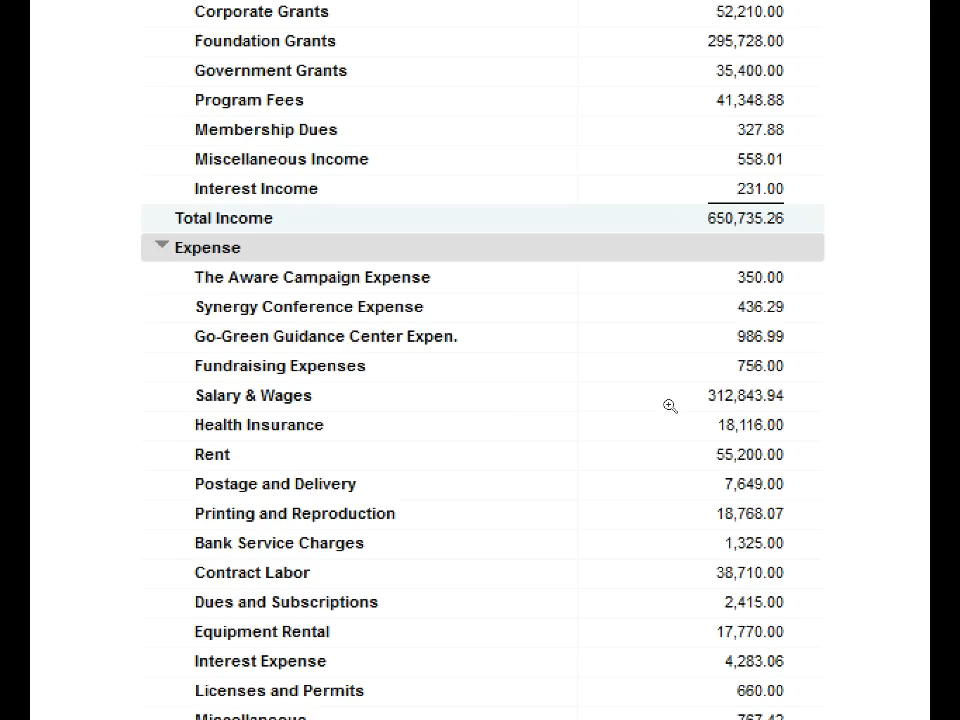 Corporate Grants 52,210.00
Foundation Grants 295,728.00
Government Grants 35,400.00
Program Fees 41,348.88
Membership Dues 327.88
Miscellaneous Income 558.01
Interest Income 231.00
Total Income 650,735.26
Expense
The Aware Campaign Expense 350.00
Synergy Conference Expense 436.29
Go-Green Guidance Center Expen. 986.99
Fundraising Expenses 756.00
Salary & Wages 312,843.94
Health Insurance 18,116.00
Rent 55,200.00
Postage and Delivery 7,649.00
Printing and Reproduction 18,768.07
Bank Service Charges 1,325.00
Contract Labor 38,710.00
Dues and Subscriptions 2,415.00
Equipment Rental 17,770.00
Interest Expense 4,283.06
Licenses and Permits 660.00
Miscellaneous 767.42